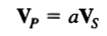 V_P = aV_S